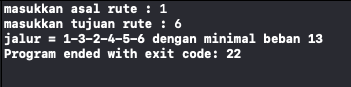 masukkan asal rute : 1
masukkan tujuan rute : 6
jalur = 1-3-2-4-5-6 dengan minimal beban 13
Program ended with exit code: 22